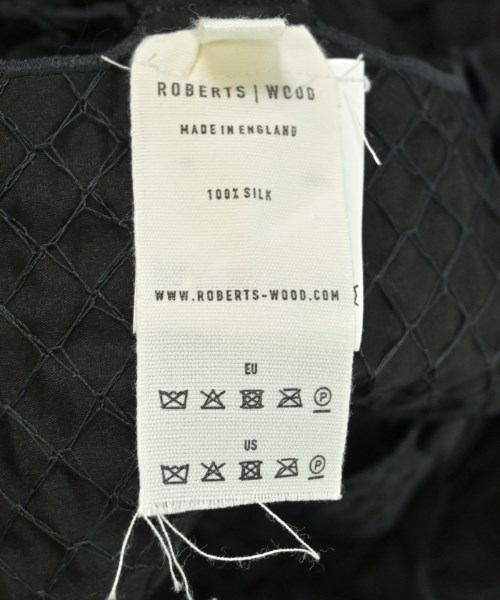 ROBERTS | WOOD
MADE IN ENGLAND
100% SILK
WWW.ROBERTS-WOOD.COM
EU
P
US
P